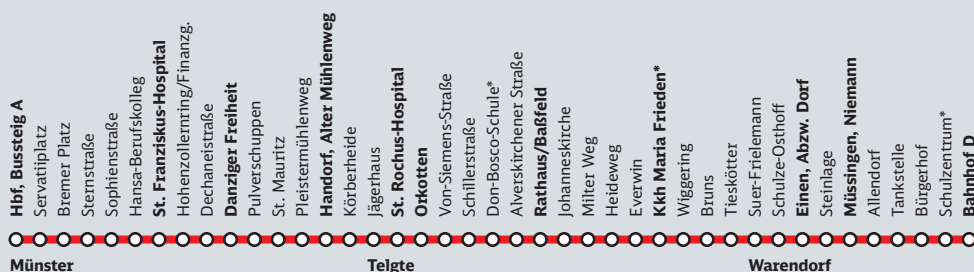 Hbf, Bussteig A
Servatiiplatz
Bremer Platz
Sternstraße
Sophienstraße
Hansa-Berufskolleg
St. Franziskus-Hospital
Hohenzollernring/Finanzg.
Dechaneistraße
Danziger Freiheit
Pulverschuppen
St. Mauritz
Pleistermühlenweg
Handorf, Alter Mühlenweg
Körberheide
Jägerhaus
St. Rochus-Hospital
Orkotten
Von-Siemens-Straße
Schillerstraße
Don-Bosco-Schule*
Alverskirchener Straße
Rathaus/Baßfeld
Johanneskirche
Milter Weg
Heideweg
Everwin
Kkh Maria Frieden*
Wiggering
Bruns
Tieskötter
Suer-Frielemann
Schulze-Osthoff
Einen, Abzw. Dorf
Steinlage
Müssingen, Niemann
Allendorf
Tankstelle
Bürgerhof
Schulzentrum*
Bahnhof D
Münster
Telgte
Warendorf